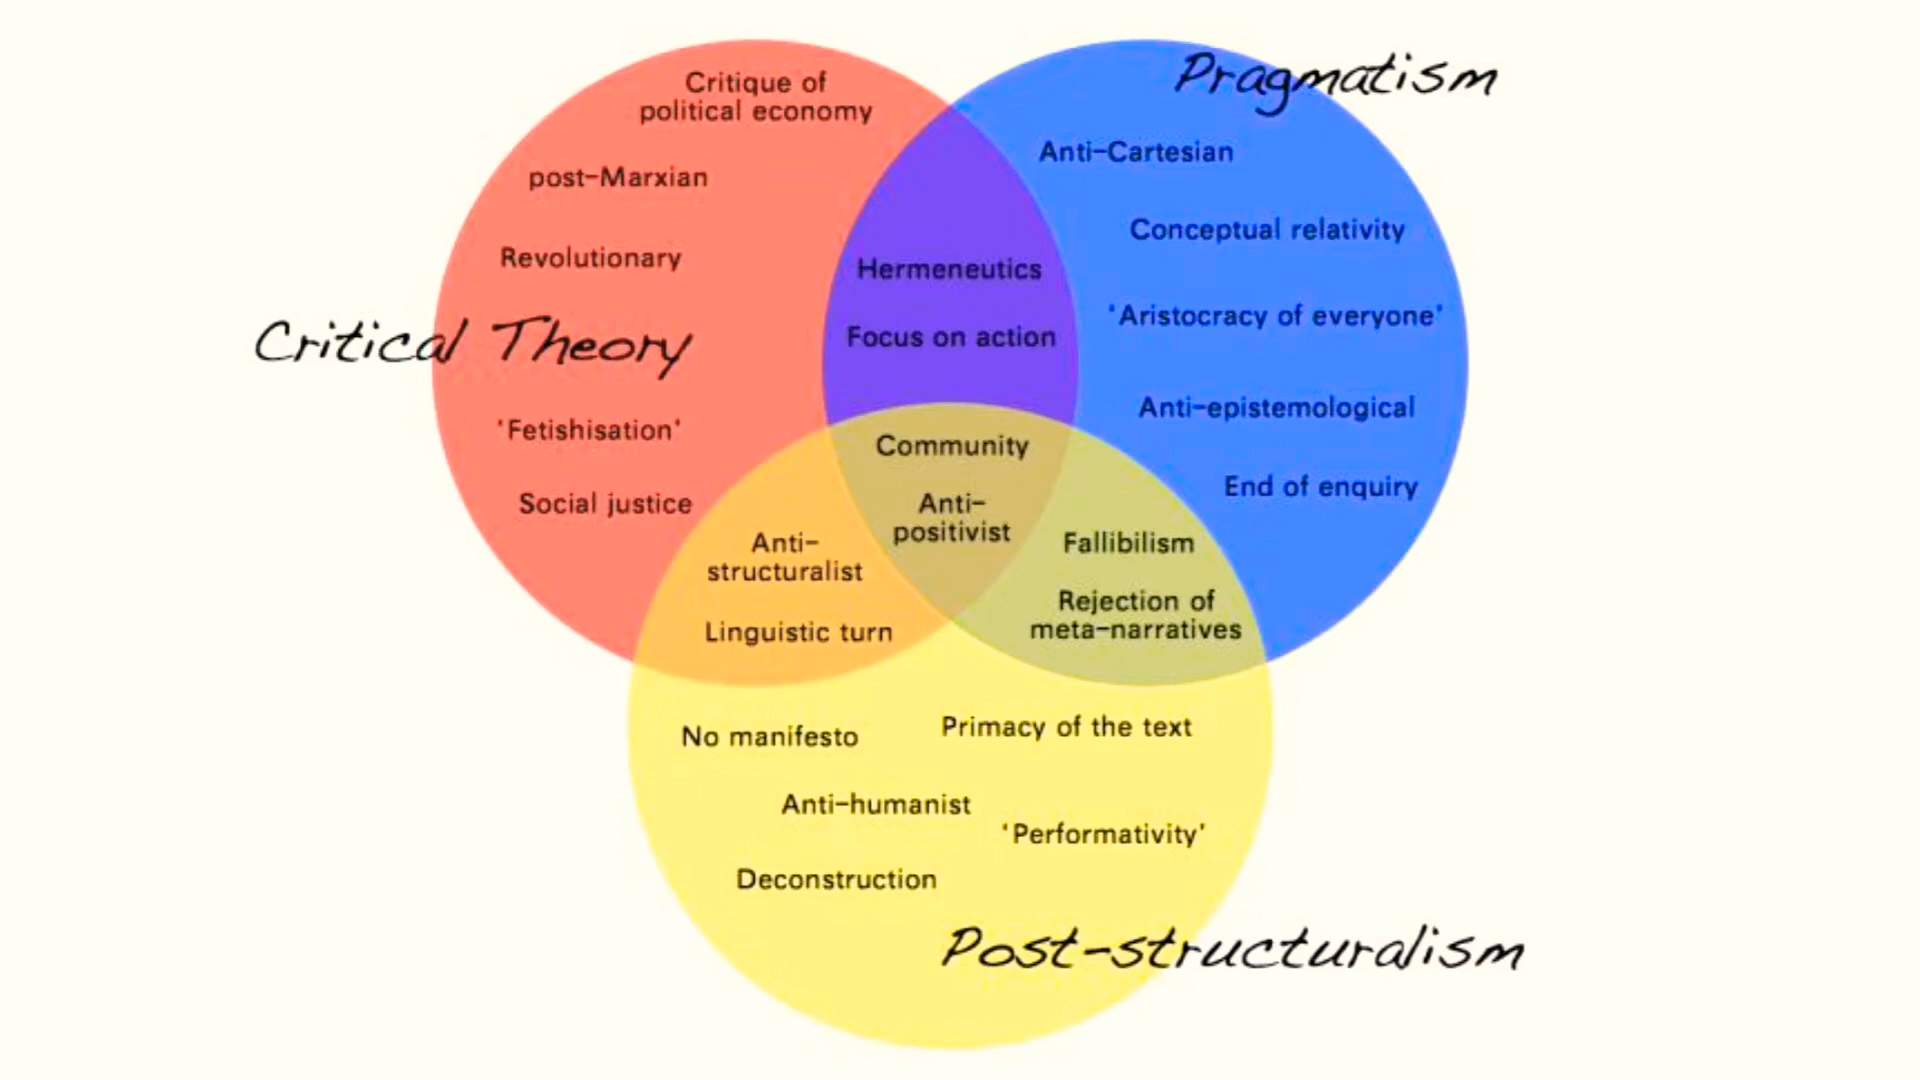 Critique of
political economy
post-Marxian
Revolutionary
Critical Theory
'Fetishisation'
Social justice
Pragmatism
Anti-Cartesian
Conceptual relativity
'Aristocracy of everyone'
Anti-epistemological
End of enquiry
Hermeneutics
Focus on action
Community
Anti-
positivist
Anti-
structuralist
Linguistic turn
Fallibilism
Rejection of
meta-narratives
No manifesto
Primacy of the text
Anti-humanist
'Performativity'
Deconstruction
Post-structuralism